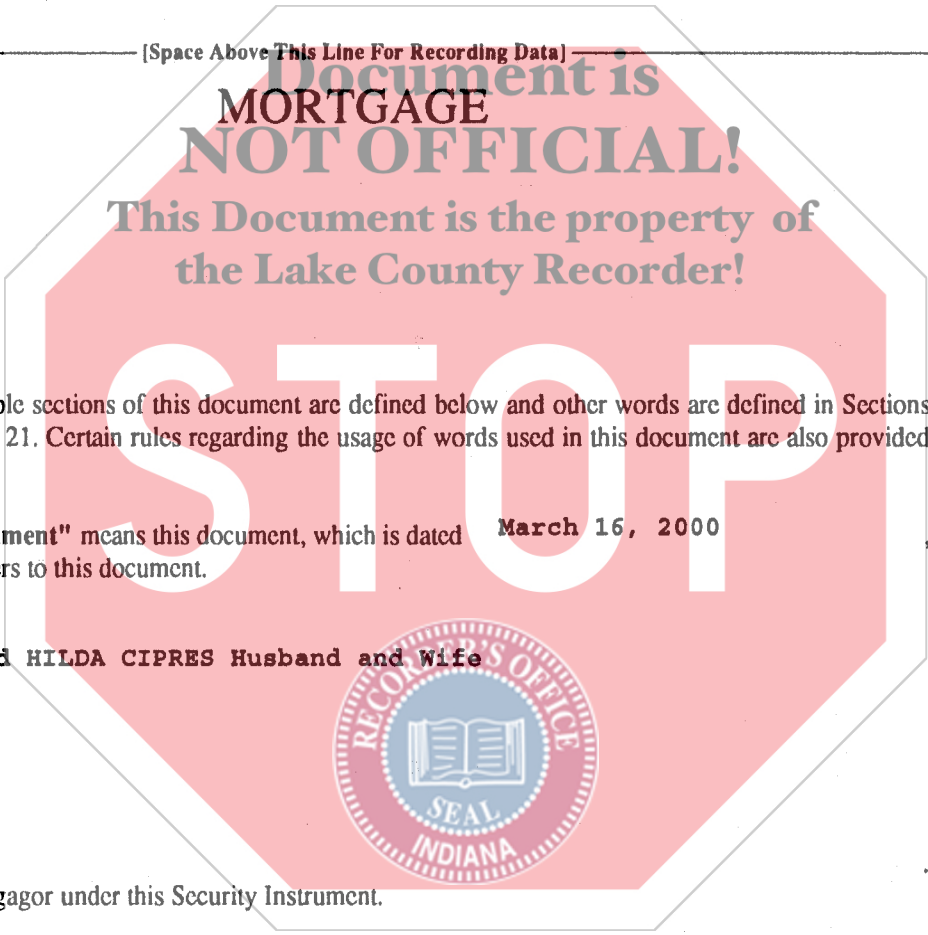 [Space Above This Line For Recording Data]
Document is
MORTGAGE
NOT OFFICIAL!
This Document is the property of
the Lake County Recorder!
STOP
ble sections of this document are defined below and other words are defined in Sections
21. Certain rules regarding the usage of words used in this document are also provided
ment" means this document, which is dated March 16, 2000 ,
rs to this document.
d HILDA CIPRES Husband and Wife
RECORDER'S OFFICE
SEAL
INDIANA
gagor under this Security Instrument.